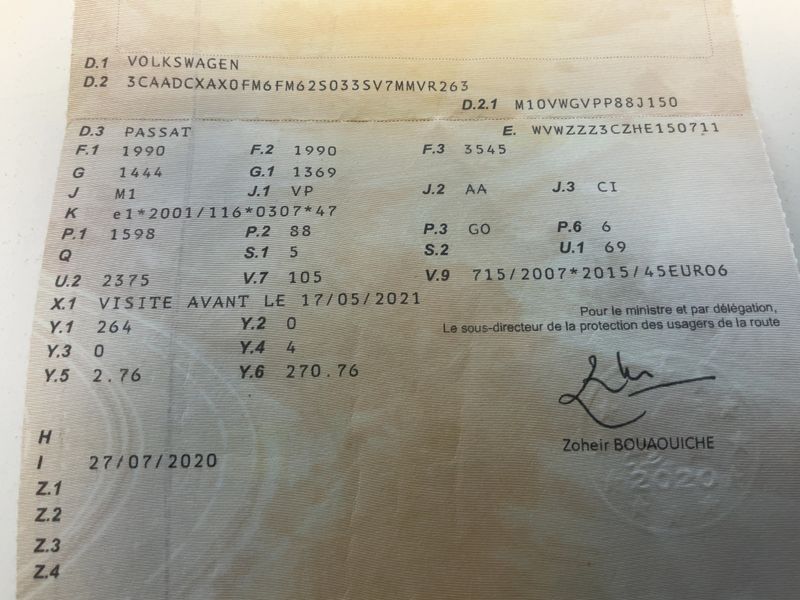 D.1 VOLKSWAGEN
D.2 3CAADCXAX0FM6FM62S033SV7MMVR263
D.2.1 M10VWGVPP88J150
D.3 PASSAT E. WVWZZZ3CZHE150711
F.1 1990 F.2 1990 F.3 3545
G 1444 G.1 1369
J M1 J.1 VP J.2 AA J.3 CI
K e1*2001/116*0307*47
P.1 1598 P.2 88 P.3 GO P.6 6
Q S.1 5 S.2 U.1 69
U.2 2375 V.7 105 V.9 715/2007*2015/45EURO6
X.1 VISITE AVANT LE 17/05/2021
Y.1 264 Y.2 0
Y.3 0 Y.4 4
Y.5 2.76 Y.6 270.76
Pour le ministre et par délégation,
Le sous-directeur de la protection des usagers de la route
Zoheir BOUAOUICHE
H
I 27/07/2020
2020
Z.1
Z.2
Z.3
Z.4